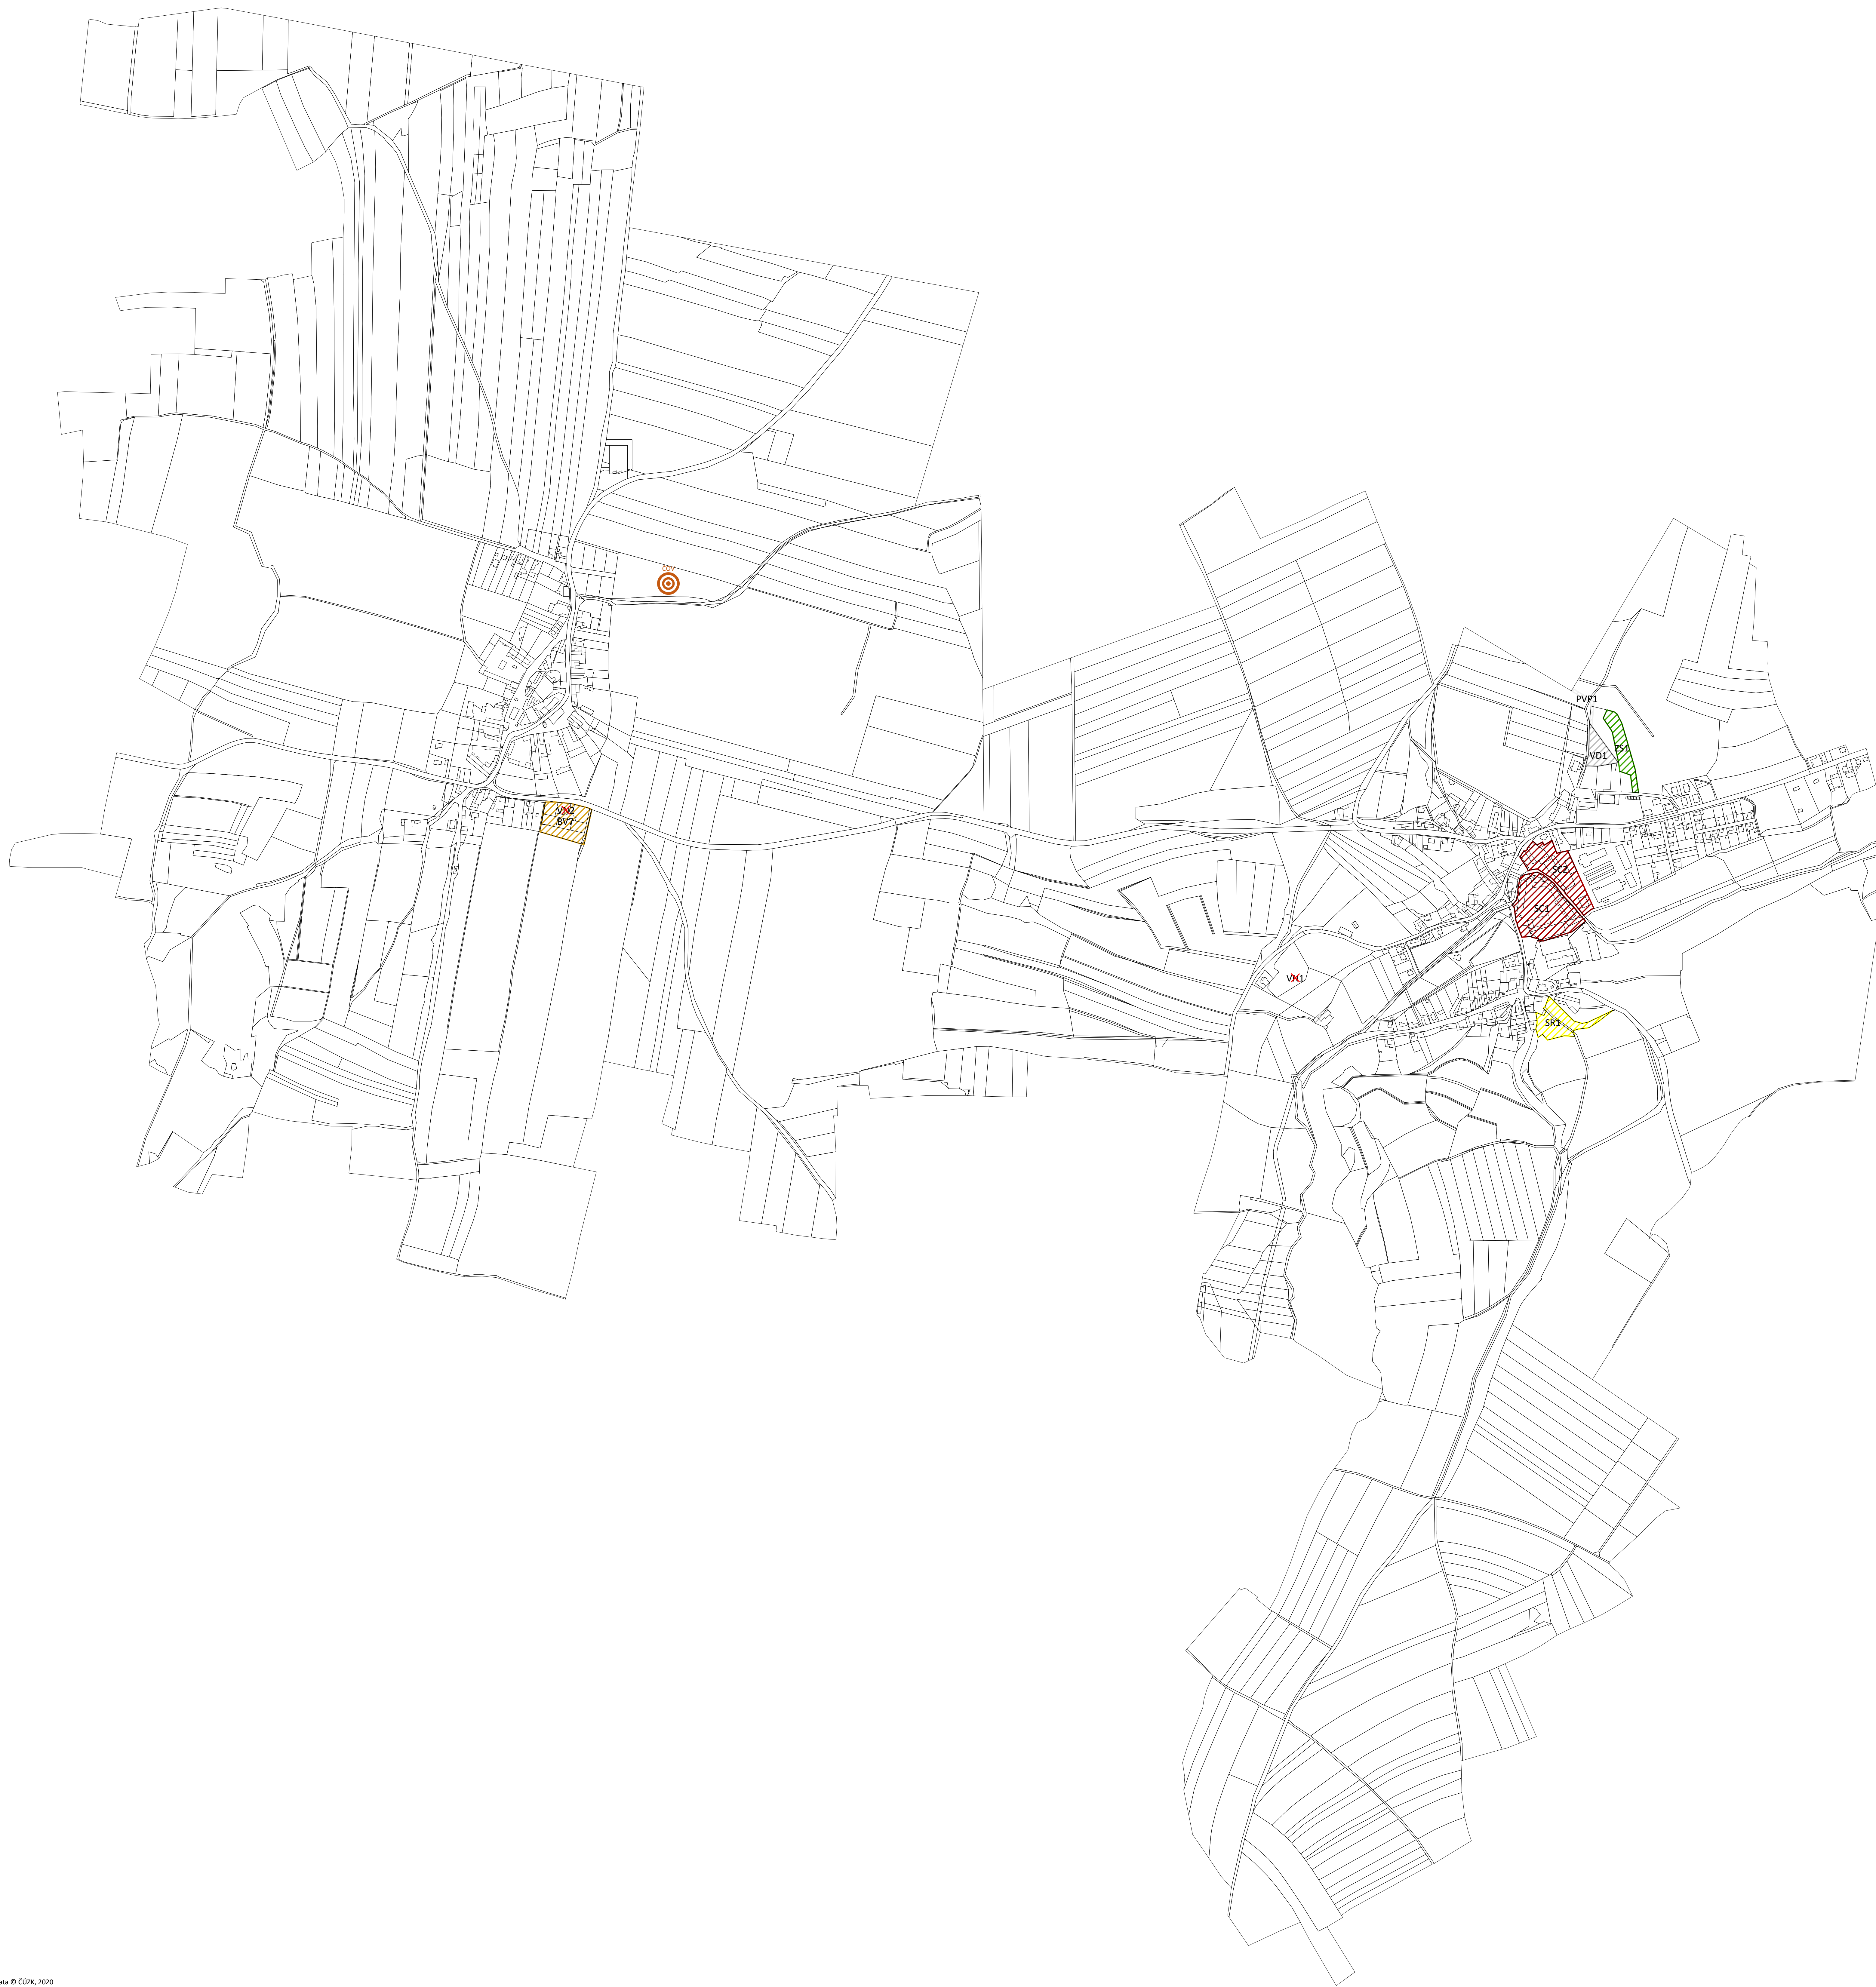 ČOV
PVP1
ZS1
VD1
VN2
BV7
SC2
SC1
VN1
SR1
ata © ČÚZK, 2020